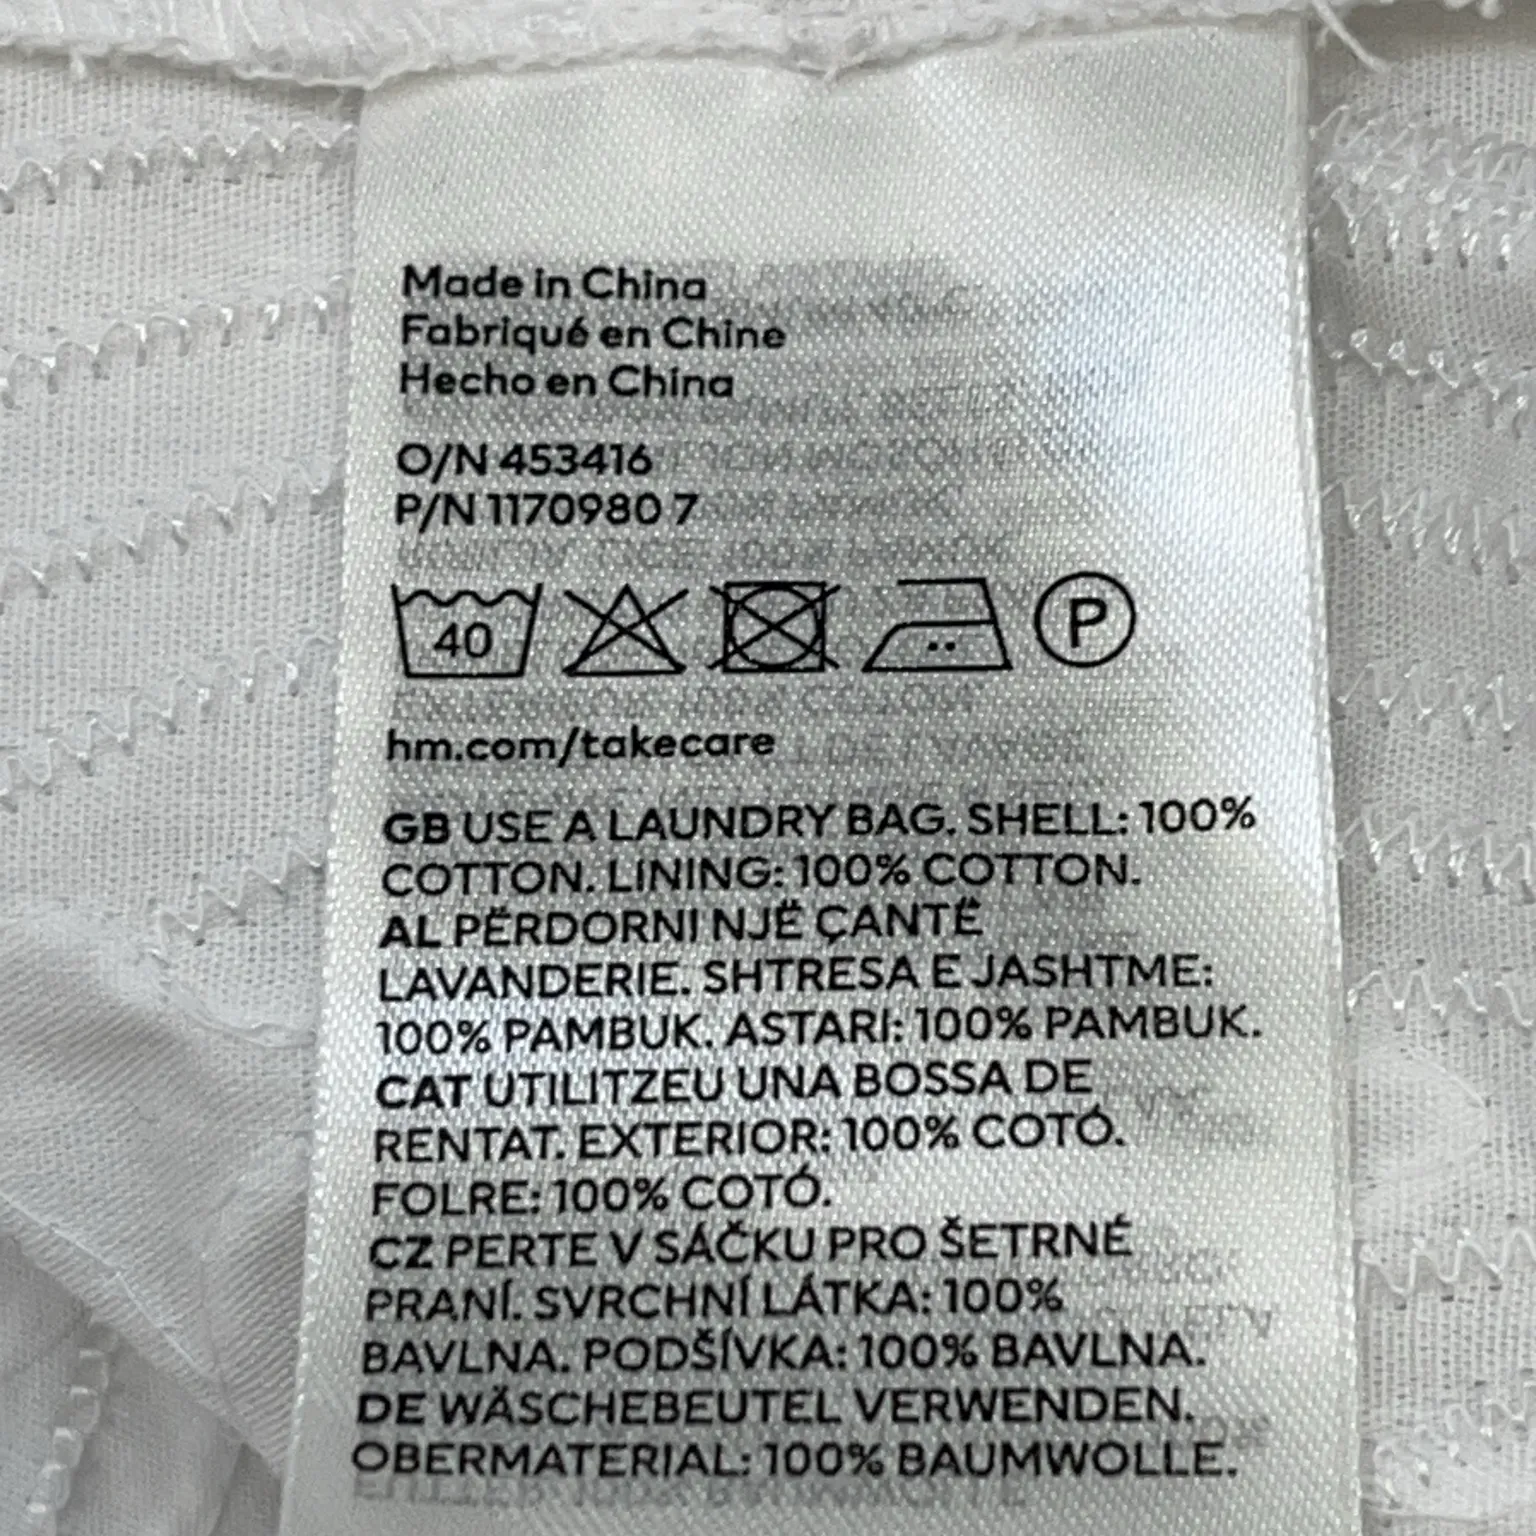 Made in China
Fabriqué en Chine
Hecho en China
O/N 453416
P/N 1170980 7
40
P
hm.com/takecare
GB USE A LAUNDRY BAG. SHELL: 100%
COTTON. LINING: 100% COTTON.
AL PËRDORNI NJË ÇANTË
LAVANDERIE. SHTRESA E JASHTME:
100% PAMBUK. ASTARI: 100% PAMBUK.
CAT UTILITZEU UNA BOSSA DE
RENTAT. EXTERIOR: 100% COTÓ.
FOLRE: 100% COTÓ.
CZ PERTE V SÁČKU PRO ŠETRNÉ
PRANÍ. SVRCHNÍ LÁTKA: 100%
BAVLNA. PODŠÍVKA: 100% BAVLNA.
DE WÄSCHEBEUTEL VERWENDEN.
OBERMATERIAL: 100% BAUMWOLLE.